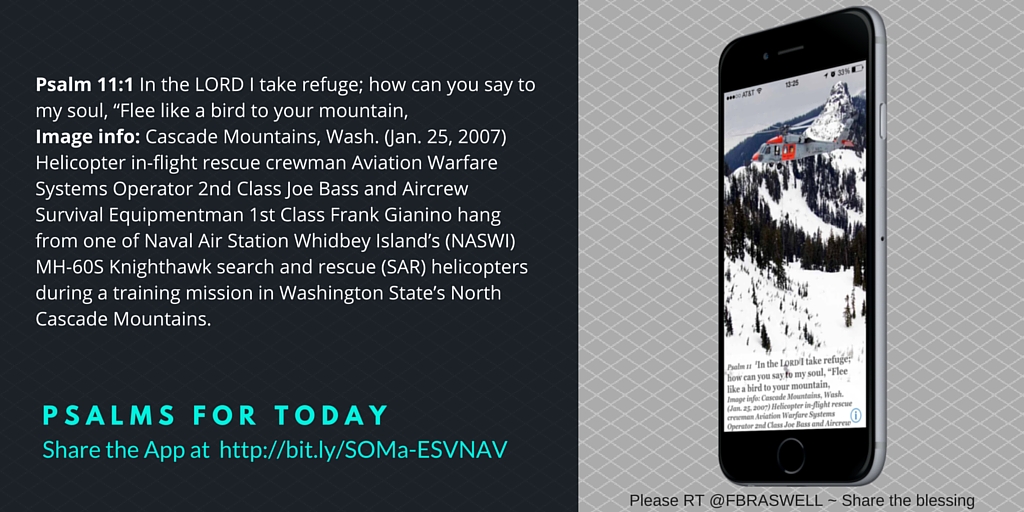 Psalm 11:1 In the LORD I take refuge; how can you say to
my soul, “Flee like a bird to your mountain,
Image info: Cascade Mountains, Wash. (Jan. 25, 2007)
Helicopter in-flight rescue crewman Aviation Warfare
Systems Operator 2nd Class Joe Bass and Aircrew
Survival Equipmentman 1st Class Frank Gianino hang
from one of Naval Air Station Whidbey Island’s (NASWI)
MH-60S Knighthawk search and rescue (SAR) helicopters
during a training mission in Washington State’s North
Cascade Mountains.
PSALMS FOR TODAY
Share the App at http://bit.ly/SOMa-ESVNAV
AT&T 13:25 33%
Psalm 11 ¹In the LORD I take refuge;
how can you say to my soul, “Flee
like a bird to your mountain,
Image info: Cascade Mountains, Wash.
(Jan. 25, 2007) Helicopter in-flight rescue
crewman Aviation Warfare Systems
Operator 2nd Class Joe Bass and Aircrew
Please RT @FBRASWELL ~ Share the blessing